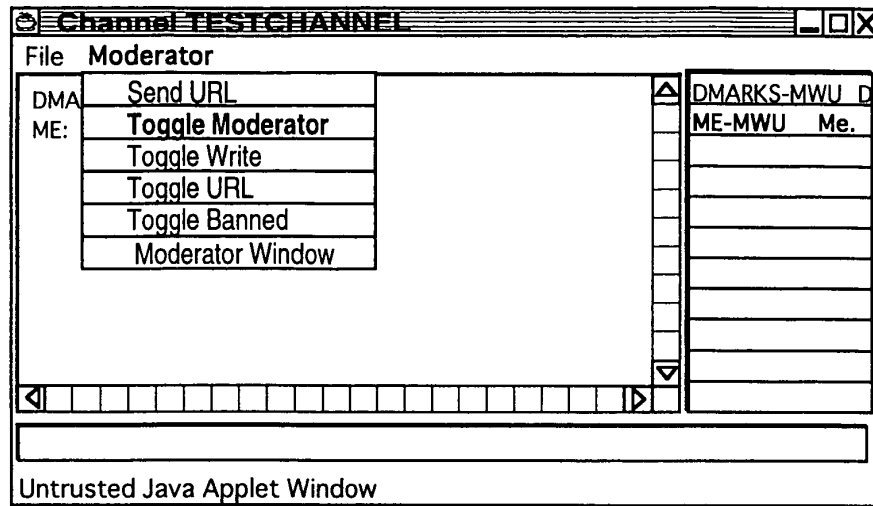 Channel TESTCHANNEL
File Moderator
DMA
ME:
Send URL
Toggle Moderator
Toggle Write
Toggle URL
Toggle Banned
Moderator Window
DMARKS-MWU D
ME-MWU Me.
Untrusted Java Applet Window